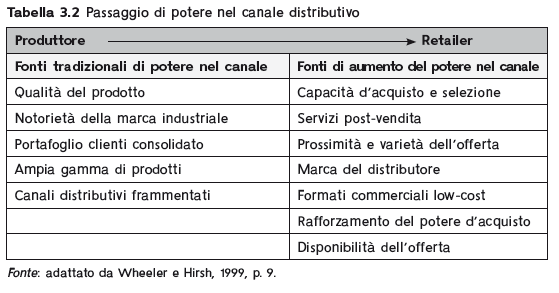 Tabella 3.2 Passaggio di potere nel canale distributivo
Produttore Retailer
Fonti tradizionali di potere nel canale Fonti di aumento del potere nel canale
Qualità del prodotto Capacità d'acquisto e selezione
Notorietà della marca industriale Servizi post-vendita
Portafoglio clienti consolidato Prossimità e varietà dell'offerta
Ampia gamma di prodotti Marca del distributore
Canali distributivi frammentati Formati commerciali low-cost
Rafforzamento del potere d'acquisto
Disponibilità dell'offerta
Fonte: adattato da Wheeler e Hirsh, 1999, p. 9.